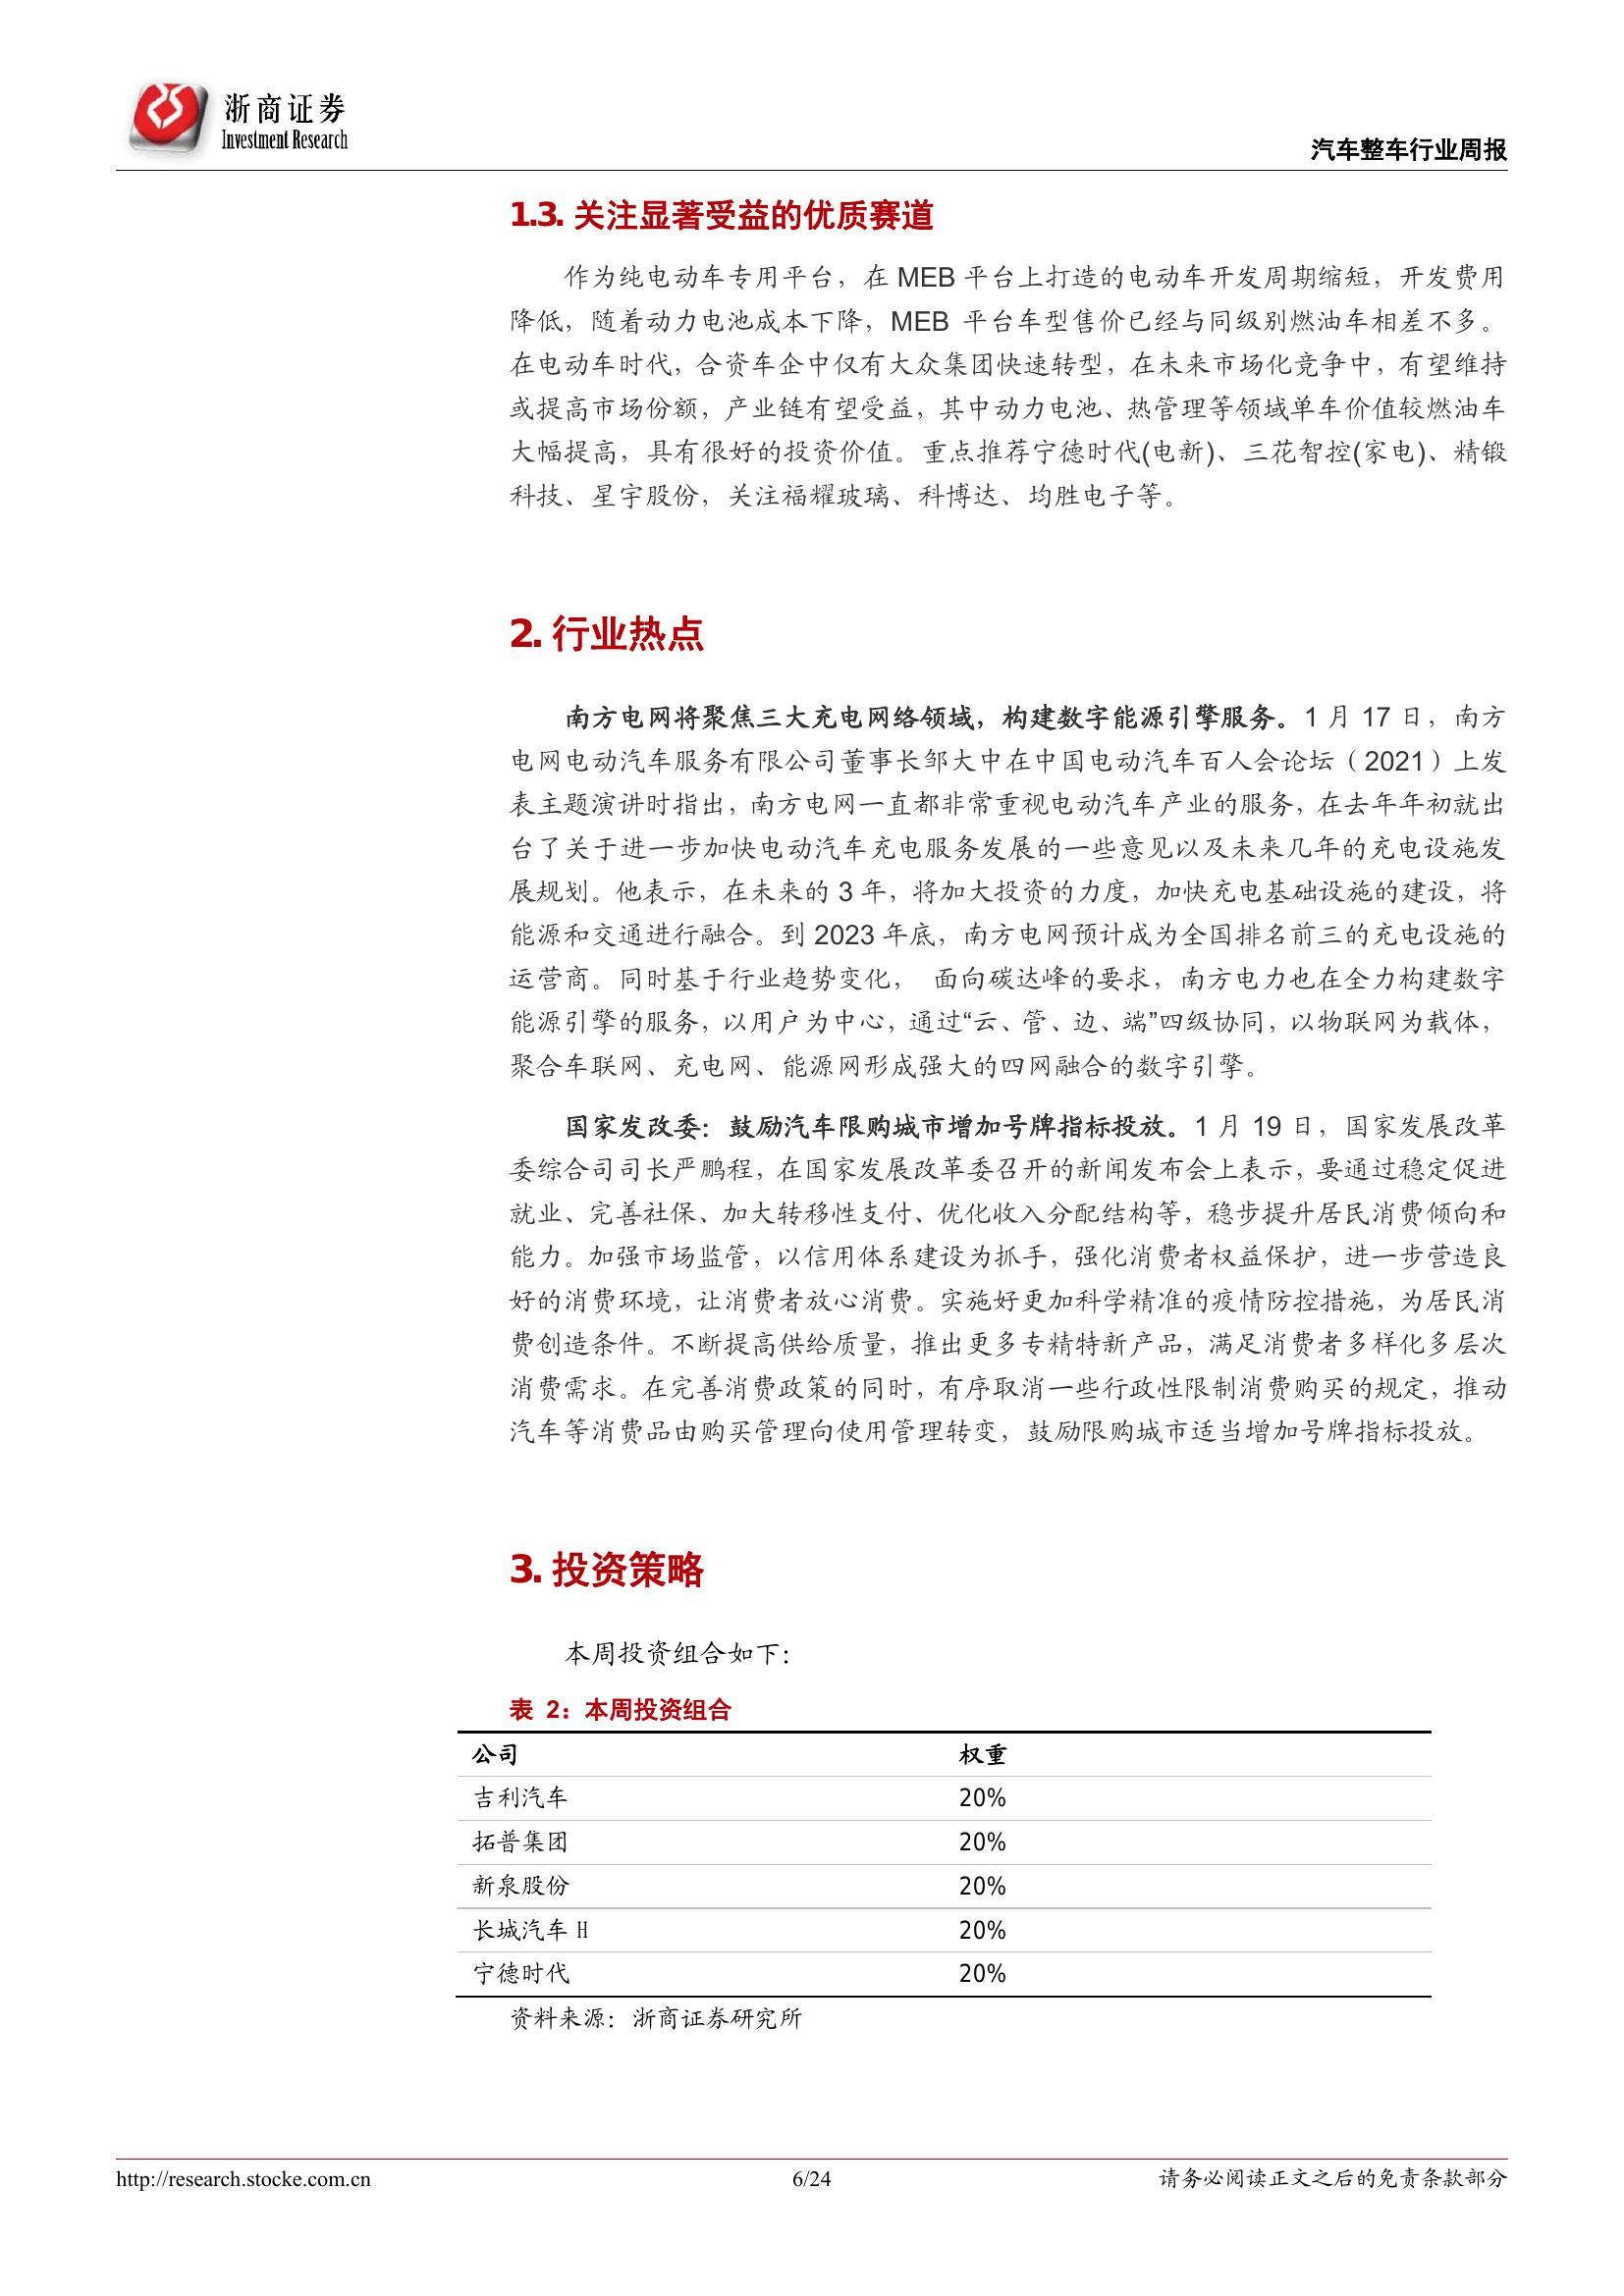 浙商证券
Investment Research
汽车整车行业周报
1.3. 关注显著受益的优质赛道
作为纯电动车专用平台，在 MEB 平台上打造的电动车开发周期缩短，开发费用
降低，随着动力电池成本下降，MEB 平台车型售价已经与同级别燃油车相差不多。
在电动车时代，合资车企中仅有大众集团快速转型，在未来市场化竞争中，有望维持
或提高市场份额，产业链有望受益，其中动力电池、热管理等领域单车价值较燃油车
大幅提高，具有很好的投资价值。重点推荐宁德时代(电新)、三花智控(家电)、精锻
科技、星宇股份，关注福耀玻璃、科博达、均胜电子等。
2. 行业热点
南方电网将聚焦三大充电网络领域，构建数字能源引擎服务。1 月 17 日，南方
电网电动汽车服务有限公司董事长邹大中在中国电动汽车百人会论坛（2021）上发
表主题演讲时指出，南方电网一直都非常重视电动汽车产业的服务，在去年年初就出
台了关于进一步加快电动汽车充电服务发展的一些意见以及未来几年的充电设施发
展规划。他表示，在未来的 3 年，将加大投资的力度，加快充电基础设施的建设，将
能源和交通进行融合。到 2023 年底，南方电网预计成为全国排名前三的充电设施的
运营商。同时基于行业趋势变化， 面向碳达峰的要求，南方电力也在全力构建数字
能源引擎的服务，以用户为中心，通过“云、管、边、端”四级协同，以物联网为载体，
聚合车联网、充电网、能源网形成强大的四网融合的数字引擎。
国家发改委：鼓励汽车限购城市增加号牌指标投放。1 月 19 日，国家发展改革
委综合司司长严鹏程，在国家发展改革委召开的新闻发布会上表示，要通过稳定促进
就业、完善社保、加大转移性支付、优化收入分配结构等，稳步提升居民消费倾向和
能力。加强市场监管，以信用体系建设为抓手，强化消费者权益保护，进一步营造良
好的消费环境，让消费者放心消费。实施好更加科学精准的疫情防控措施，为居民消
费创造条件。不断提高供给质量，推出更多专精特新产品，满足消费者多样化多层次
消费需求。在完善消费政策的同时，有序取消一些行政性限制消费购买的规定，推动
汽车等消费品由购买管理向使用管理转变，鼓励限购城市适当增加号牌指标投放。
3. 投资策略
本周投资组合如下：
表 2：本周投资组合
公司 权重
吉利汽车 20%
拓普集团 20%
新泉股份 20%
长城汽车 H 20%
宁德时代 20%
资料来源：浙商证券研究所
http://research.stocke.com.cn 6/24 请务必阅读正文之后的免责条款部分